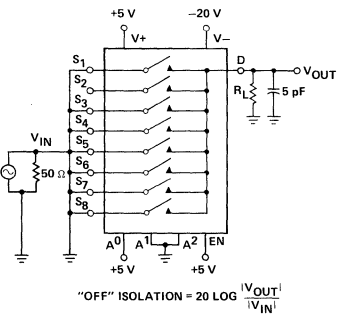 +5 V
−20 V
V+
V−
D
VOUT
RL
5 pF
S1
S2
S3
S4
S5
S6
S7
S8
VIN
50 Ω
A0
A1
A2
EN
+5 V
+5 V
"OFF" ISOLATION = 20 LOG |VOUT| / |VIN|